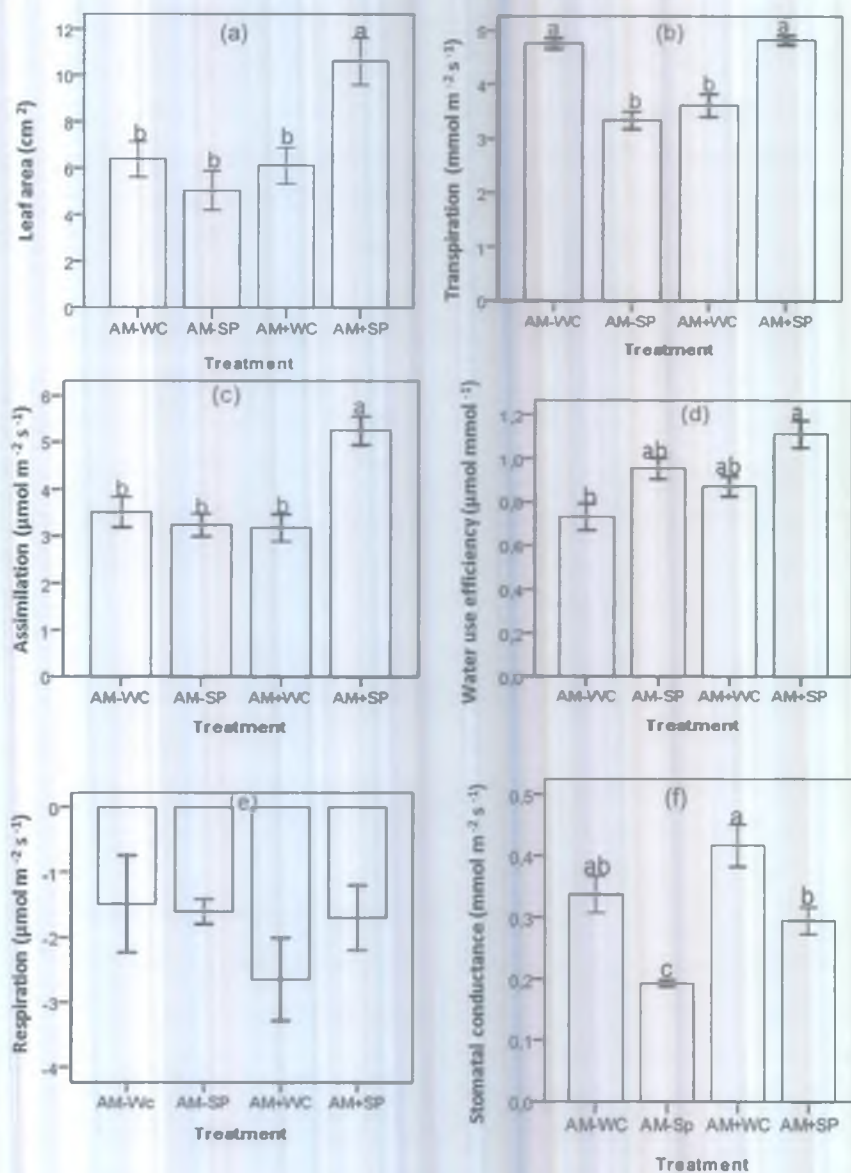 (a)
Leaf area (cm ²)
12
10
8
6
4
2
0
b
b
b
a
AM-WC AM-SP AM+WC AM+SP
Treatment
(b)
Transpiration (mmol m ⁻² s ⁻¹)
5
4
3
2
1
0
a
b
b
a
AM-WC AM-SP AM+WC AM+SP
Treatment
(c)
Assimilation (µmol m ⁻² s ⁻¹)
6
5
4
3
2
1
0
b
b
b
a
AM-WC AM-SP AM+WC AM+SP
Treatment
(d)
Water use efficiency (µmol mmol ⁻¹)
1,2
1,0
0,8
0,6
0,4
0,2
0,0
b
ab
ab
a
AM-WC AM-SP AM+WC AM+SP
Treatment
(e)
Respiration (µmol m ⁻² s ⁻¹)
0
-1
-2
-3
-4
AM-Wc AM-SP AM+WC AM+SP
Treatment
(f)
Stomatal conductance (mmol m ⁻² s ⁻¹)
0,5
0,4
0,3
0,2
0,1
0,0
ab
c
a
b
AM-WC AM-Sp AM+WC AM+SP
Treatment